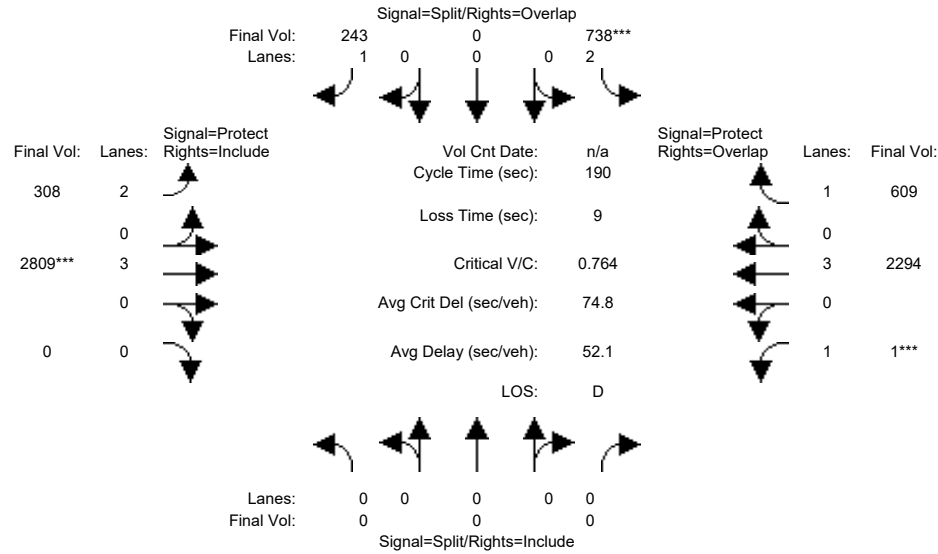 Signal=Split/Rights=Overlap
Final Vol: 243 0 738***
Lanes: 1 0 0 0 2
Signal=Protect Signal=Protect
Final Vol: Lanes: Rights=Include Vol Cnt Date: n/a Rights=Overlap Lanes: Final Vol:
Cycle Time (sec): 190
308 2 1 609
Loss Time (sec): 9
0 0
2809*** 3 Critical V/C: 0.764 3 2294
0 Avg Crit Del (sec/veh): 74.8 0
0 0 Avg Delay (sec/veh): 52.1 1 1***
LOS: D
Lanes: 0 0 0 0 0
Final Vol: 0 0 0
Signal=Split/Rights=Include